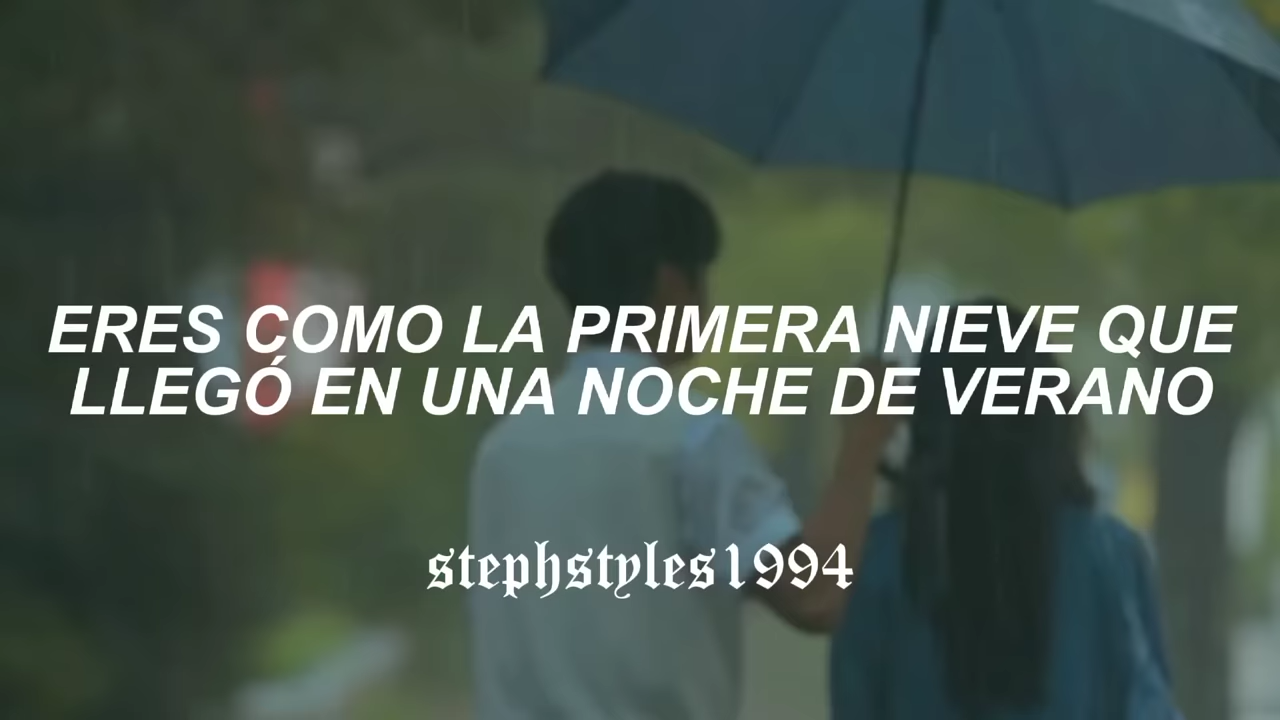 ERES COMO LA PRIMERA NIEVE QUE
LLEGÓ EN UNA NOCHE DE VERANO
stephstyles1994